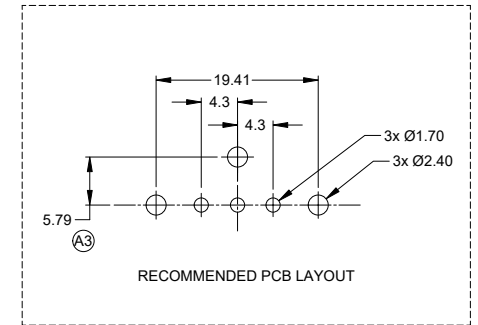 19.41
4.3
4.3
3x Ø1.70
3x Ø2.40
5.79
A3
RECOMMENDED PCB LAYOUT